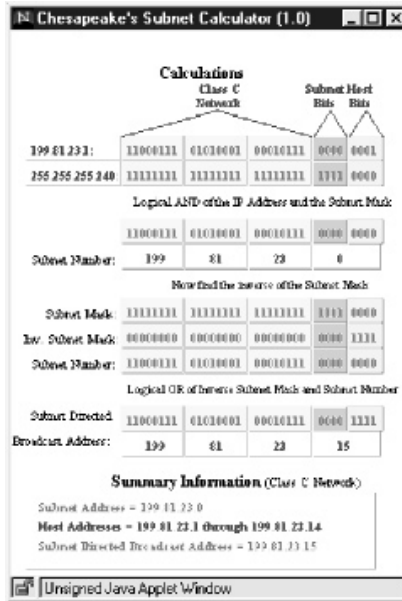 Chesapeake's Subnet Calculator (1.0)
Calculations
Class C Network
Subnet Bits
Host Bits
199 81 23 1: 11000111 01010001 00010111 0000 0001
255 255 255 240 11111111 11111111 11111111 1111 0000
Logical AND of the IP Address and the Subnet Mask
11000111 01010001 00010111 0000 0000
Subnet Number: 199 81 23 0
Now find the inverse of the Subnet Mask
Subnet Mask: 11111111 11111111 11111111 1111 0000
Inv. Subnet Mask: 00000000 00000000 00000000 0000 1111
Subnet Number: 11000111 01010001 00010111 0000 0000
Logical OR of Inverse Subnet Mask and Subnet Number
Subnet Directed 11000111 01010001 00010111 0000 1111
Broadcast Address: 199 81 23 15
Summary Information (Class C Network)
Subnet Address = 199 81 23 0
Host Addresses = 199 81 23.1 through 199 81 23.14
Subnet Directed Broadcast Address = 199 81 23 15
Unsigned Java Applet Window